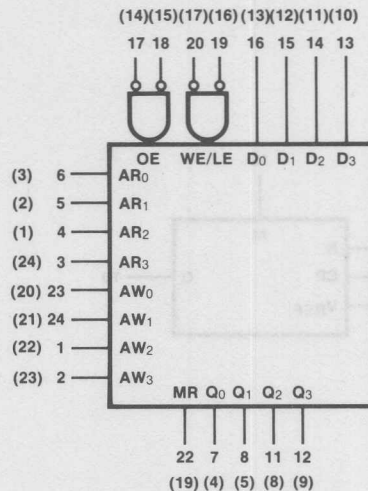 (14)(15)(17)(16) (13)(12)(11)(10)
17 18 20 19 16 15 14 13
OE WE/LE D0 D1 D2 D3
(3) 6 AR0
(2) 5 AR1
(1) 4 AR2
(24) 3 AR3
(20) 23 AW0
(21) 24 AW1
(22) 1 AW2
(23) 2 AW3
MR Q0 Q1 Q2 Q3
22 7 8 11 12
(19) (4) (5) (8) (9)